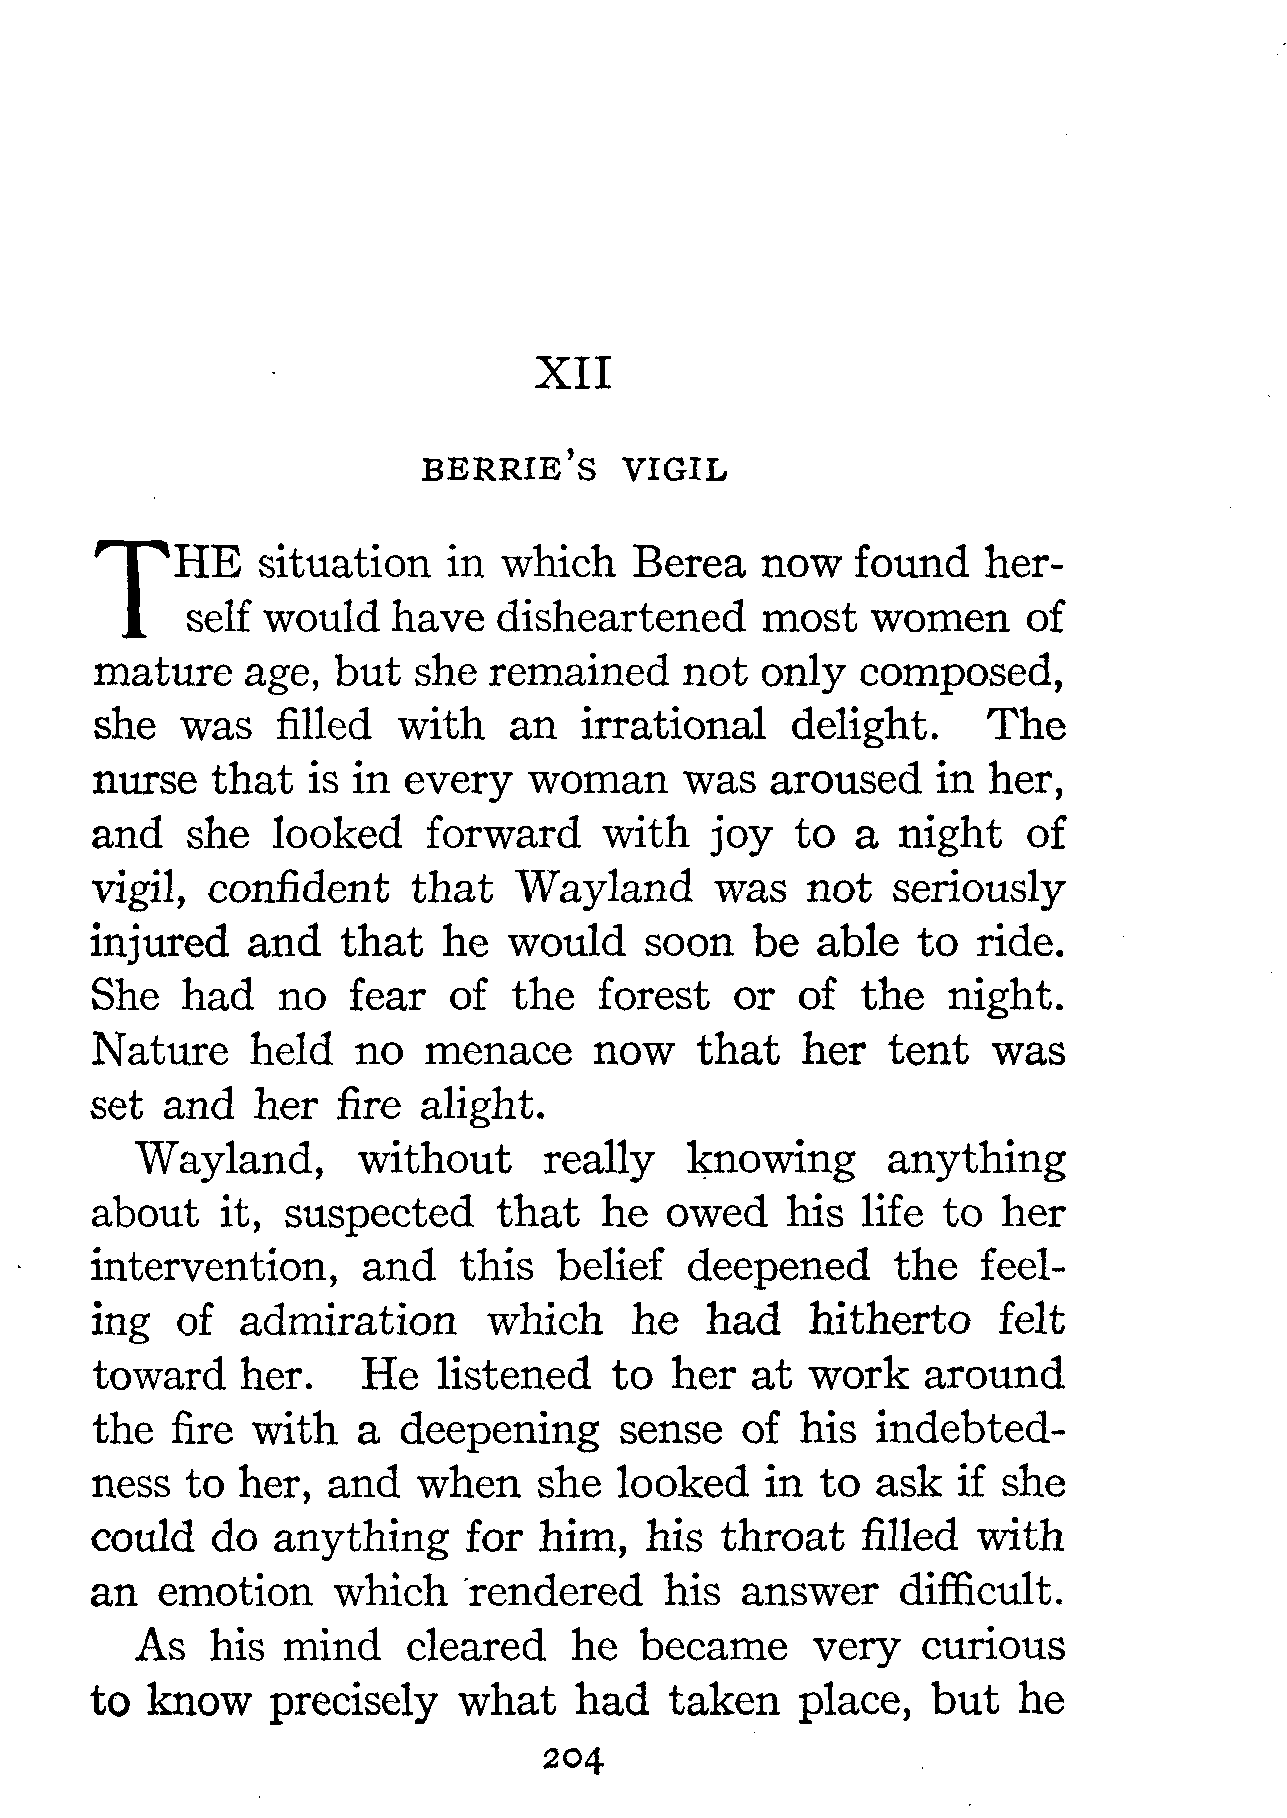 XII
BERRIE'S VIGIL
THE situation in which Berea now found her-
self would have disheartened most women of
mature age, but she remained not only composed,
she was filled with an irrational delight. The
nurse that is in every woman was aroused in her,
and she looked forward with joy to a night of
vigil, confident that Wayland was not seriously
injured and that he would soon be able to ride.
She had no fear of the forest or of the night.
Nature held no menace now that her tent was
set and her fire alight.
Wayland, without really knowing anything
about it, suspected that he owed his life to her
intervention, and this belief deepened the feel-
ing of admiration which he had hitherto felt
toward her. He listened to her at work around
the fire with a deepening sense of his indebted-
ness to her, and when she looked in to ask if she
could do anything for him, his throat filled with
an emotion which rendered his answer difficult.
As his mind cleared he became very curious
to know precisely what had taken place, but he
204